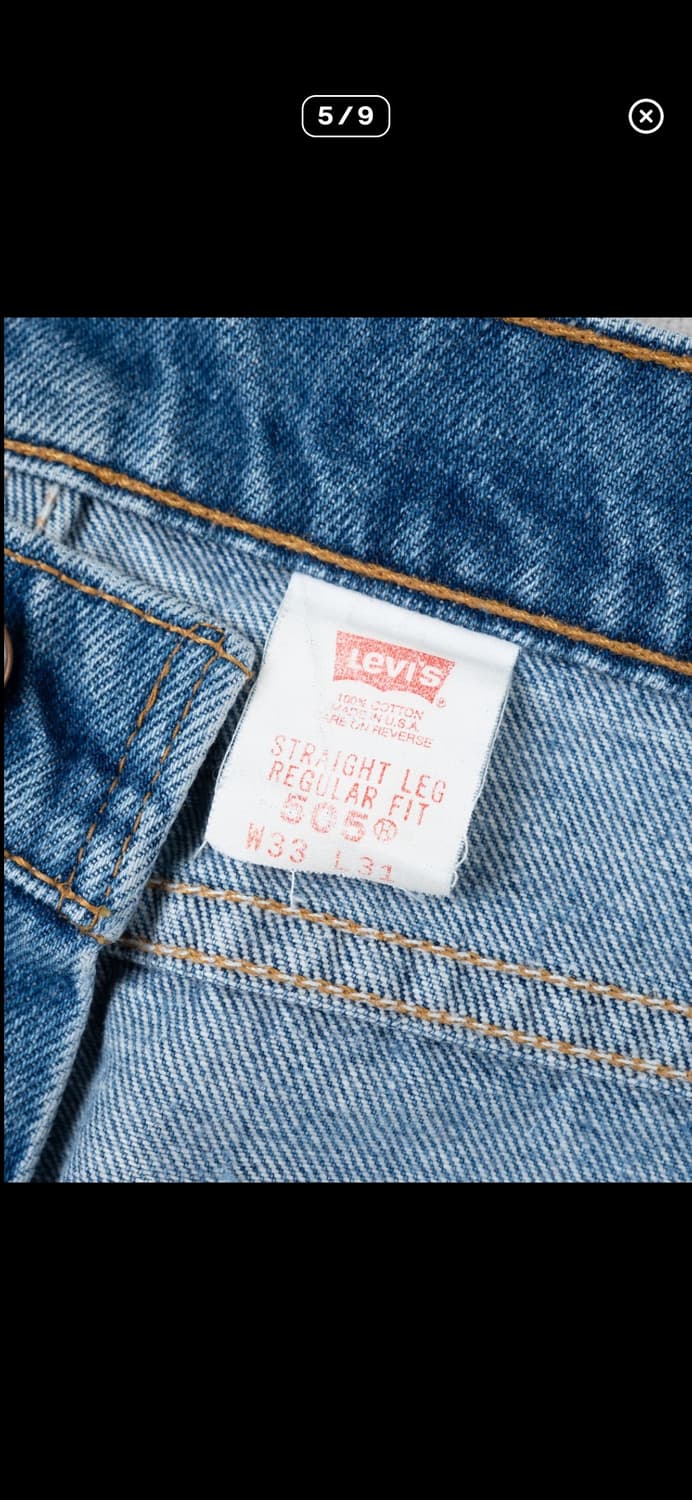 5/9
Levi's
®
100% COTTON
MADE IN U.S.A.
CARE ON REVERSE
STRAIGHT LEG
REGULAR FIT
505®
W33 L31